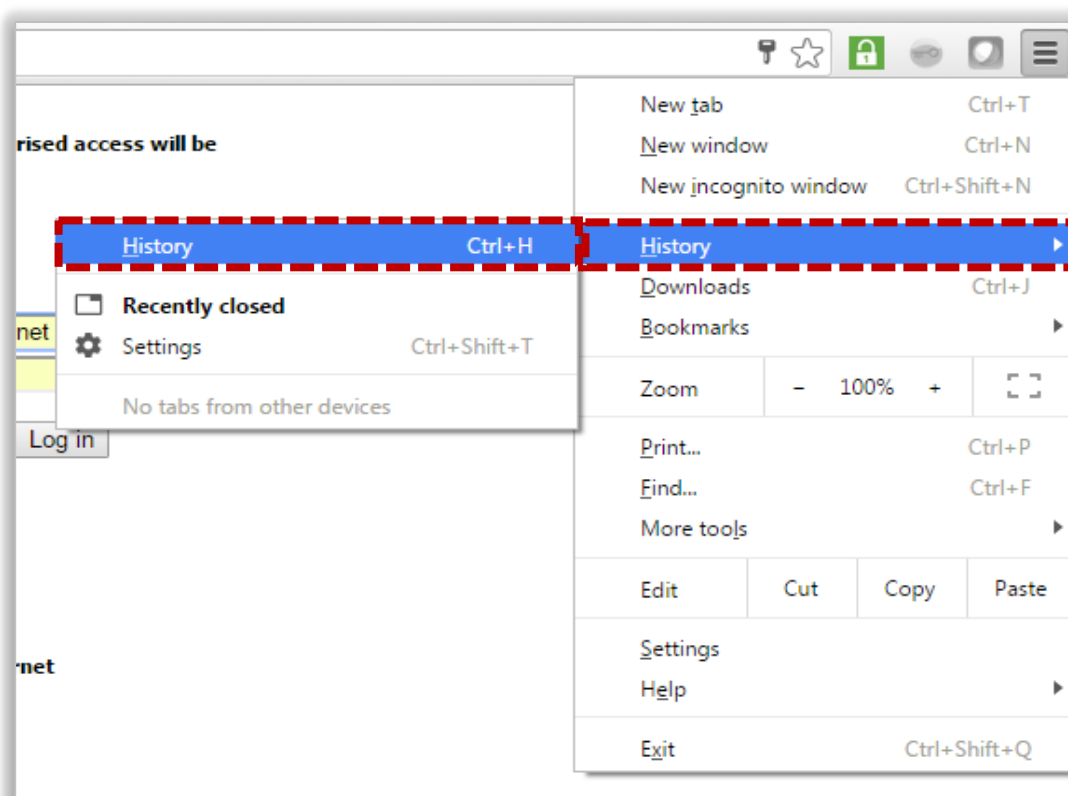 New tab Ctrl+T
rised access will be
New window Ctrl+N
New incognito window Ctrl+Shift+N
History Ctrl+H
History
Downloads Ctrl+J
Recently closed
net
Bookmarks
Settings Ctrl+Shift+T
Zoom - 100% +
No tabs from other devices
Log in
Print... Ctrl+P
Find... Ctrl+F
More tools
Edit Cut Copy Paste
Settings
rnet
Help
Exit Ctrl+Shift+Q